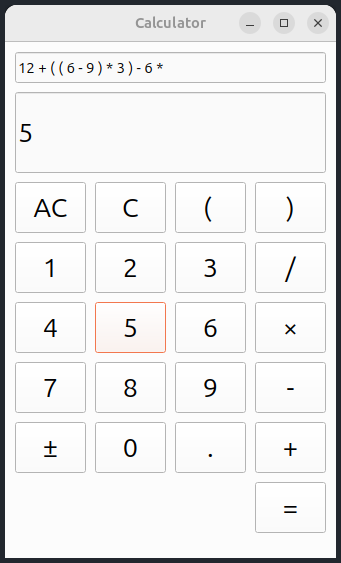 Calculator
12 + ( ( 6 - 9 ) * 3 ) - 6 *
5
AC C ( )
1 2 3 /
4 5 6 ×
7 8 9 -
± 0 . +
=